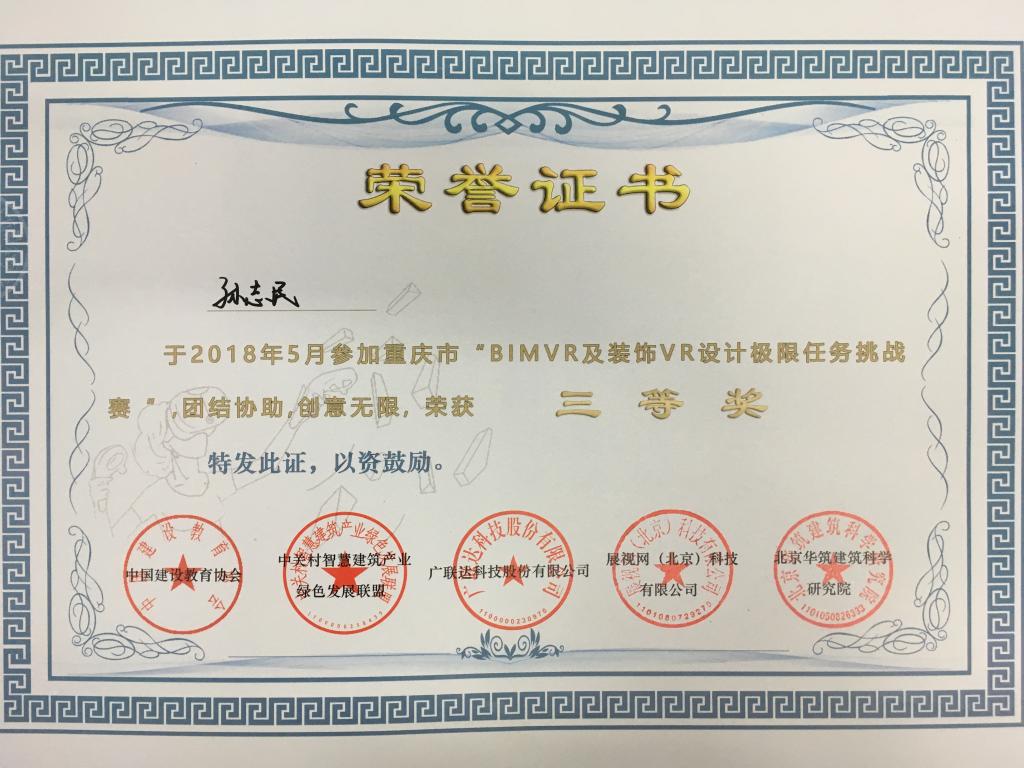 荣誉证书
孙志民
于2018年5月参加重庆市“BIMVR及装饰VR设计极限任务挑战
赛”,团结协助,创意无限,荣获 三等奖
特发此证,以资鼓励。
中国建设教育协会
中关村智慧建筑产业
绿色发展联盟
广联达科技股份有限公司
展视网(北京)科技
有限公司
北京华筑建筑科学
研究院